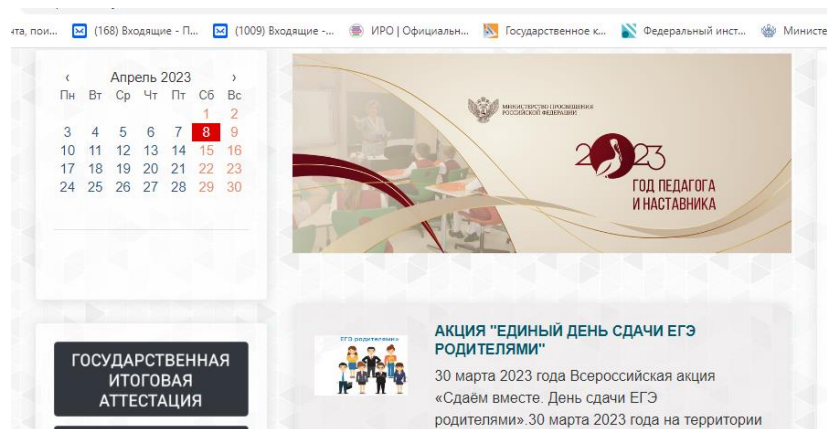 чта, пои...
(168) Входящие - П...
(1009) Входящие -...
ИРО | Официальн...
Государственное к...
Федеральный инст...
Министе
‹ Апрель 2023 ›
Пн Вт Ср Чт Пт Сб Вс
1 2
3 4 5 6 7 8 9
10 11 12 13 14 15 16
17 18 19 20 21 22 23
24 25 26 27 28 29 30
МИНИСТЕРСТВО ПРОСВЕЩЕНИЯ
РОССИЙСКОЙ ФЕДЕРАЦИИ
2023
ГОД ПЕДАГОГА
И НАСТАВНИКА
ГОСУДАРСТВЕННАЯ
ИТОГОВАЯ
АТТЕСТАЦИЯ
ЕГЭ родителями
АКЦИЯ "ЕДИНЫЙ ДЕНЬ СДАЧИ ЕГЭ
РОДИТЕЛЯМИ"
30 марта 2023 года Всероссийская акция
«Сдаём вместе. День сдачи ЕГЭ
родителями».30 марта 2023 года на территории